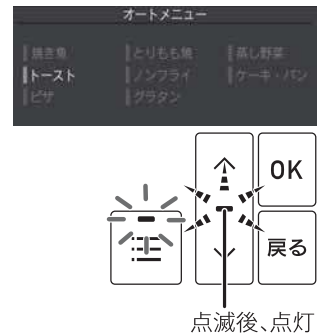 オートメニュー
焼き魚 とりもも焼 蒸し野菜
トースト ノンフライ ケーキ・パン
ピザ グラタン
OK
戻る
点滅後、点灯